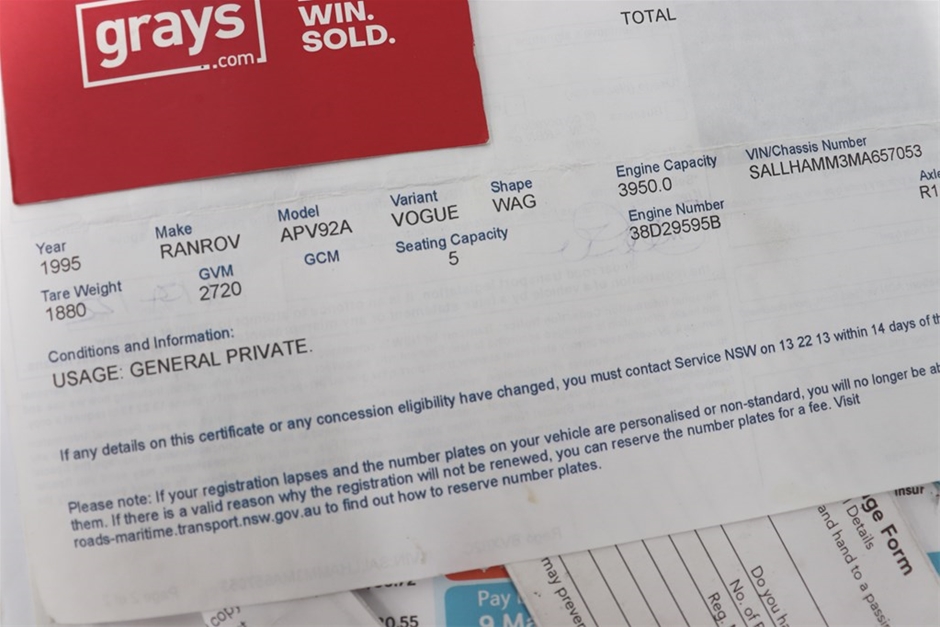 grays
.com
WIN.
SOLD.
TOTAL
Year
1995
Make
RANROV
Model
APV92A
Variant
VOGUE
Shape
WAG
Engine Capacity
3950.0
VIN/Chassis Number
SALLHAMM3MA657053
Tare Weight
1880
GVM
2720
GCM
Seating Capacity
5
Engine Number
38D29595B
Axle
R1
Conditions and Information:
USAGE: GENERAL PRIVATE.
If any details on this certificate or any concession eligibility have changed, you must contact Service NSW on 13 22 13 within 14 days of th
Please note: If your registration lapses and the number plates on your vehicle are personalised or non-standard, you will no longer be ab
them. If there is a valid reason why the registration will not be renewed, you can reserve the number plates for a fee. Visit
roads-maritime.transport.nsw.gov.au to find out how to reserve number plates.
insur
ge Form
Details
and hand to a passi
Do you ha
No. of
Reg.
may preven
Pay
9 Ma
0.55
copy